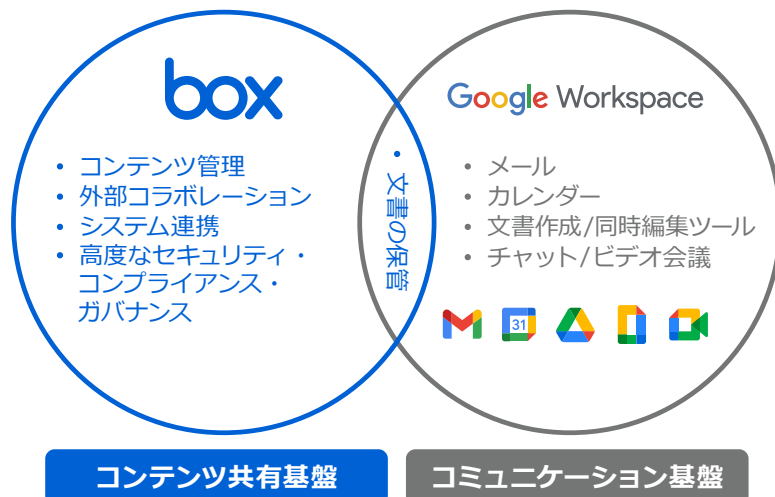 box
• コンテンツ管理
• 外部コラボレーション
• システム連携
• 高度なセキュリティ・
コンプライアンス・
ガバナンス
• 文書の保管
Google Workspace
• メール
• カレンダー
• 文書作成/同時編集ツール
• チャット/ビデオ会議
31
コンテンツ共有基盤
コミュニケーション基盤